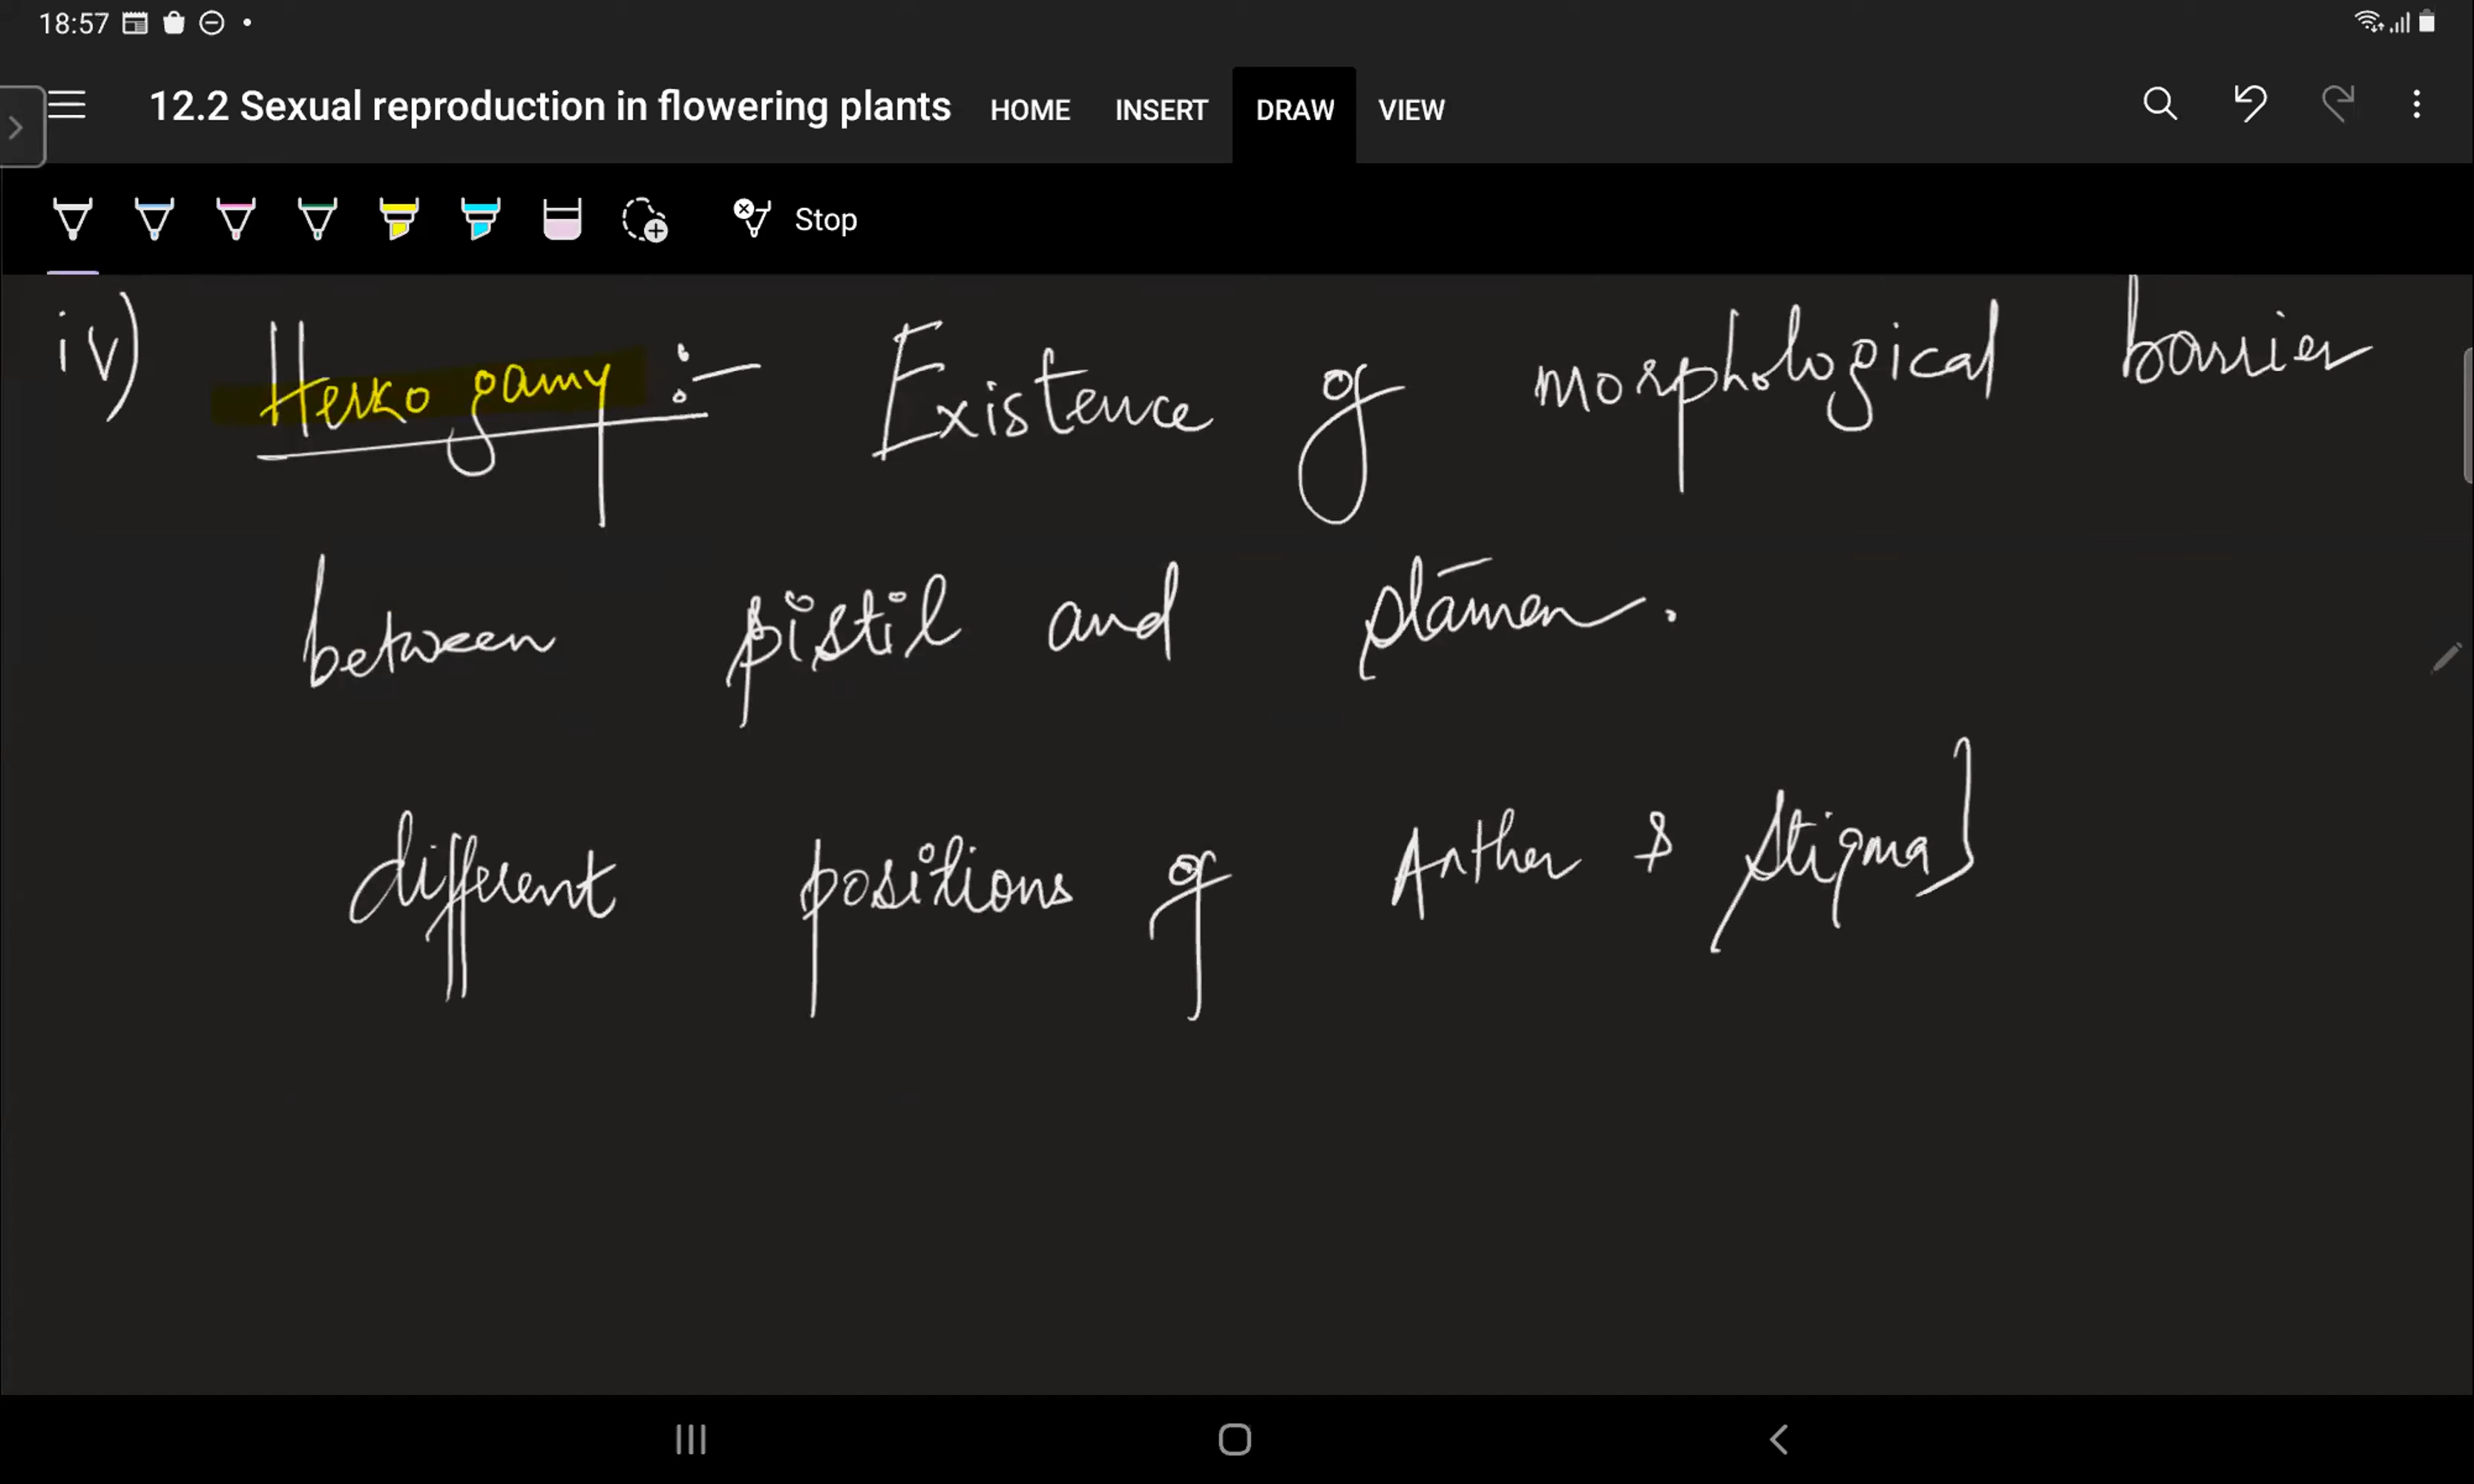 18:57
12.2 Sexual reproduction in flowering plants HOME INSERT DRAW VIEW
Stop
iv) Herkogamy :- Existence of morphological barrier
between pistil and stamen.
different positions of Anther & Stigma]